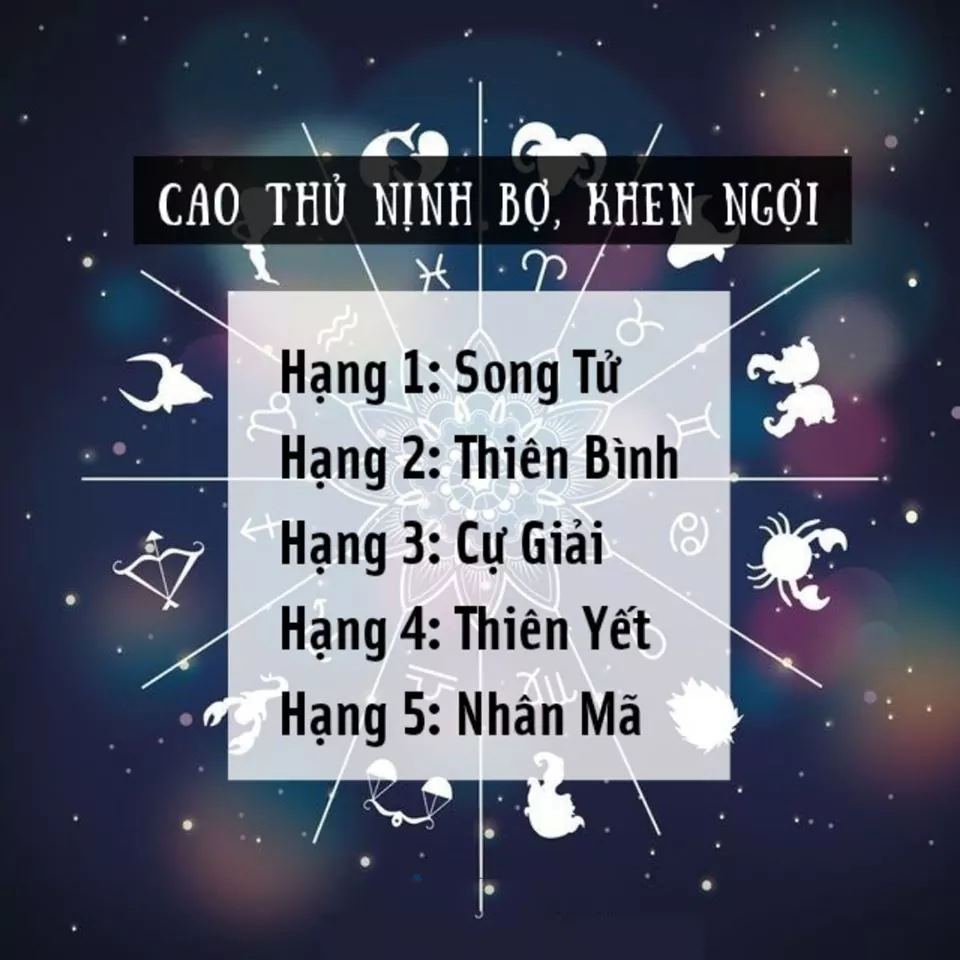 CAO THỦ NỊNH BỢ, KHEN NGỢI
Hạng 1: Song Tử
Hạng 2: Thiên Bình
Hạng 3: Cự Giải
Hạng 4: Thiên Yết
Hạng 5: Nhân Mã